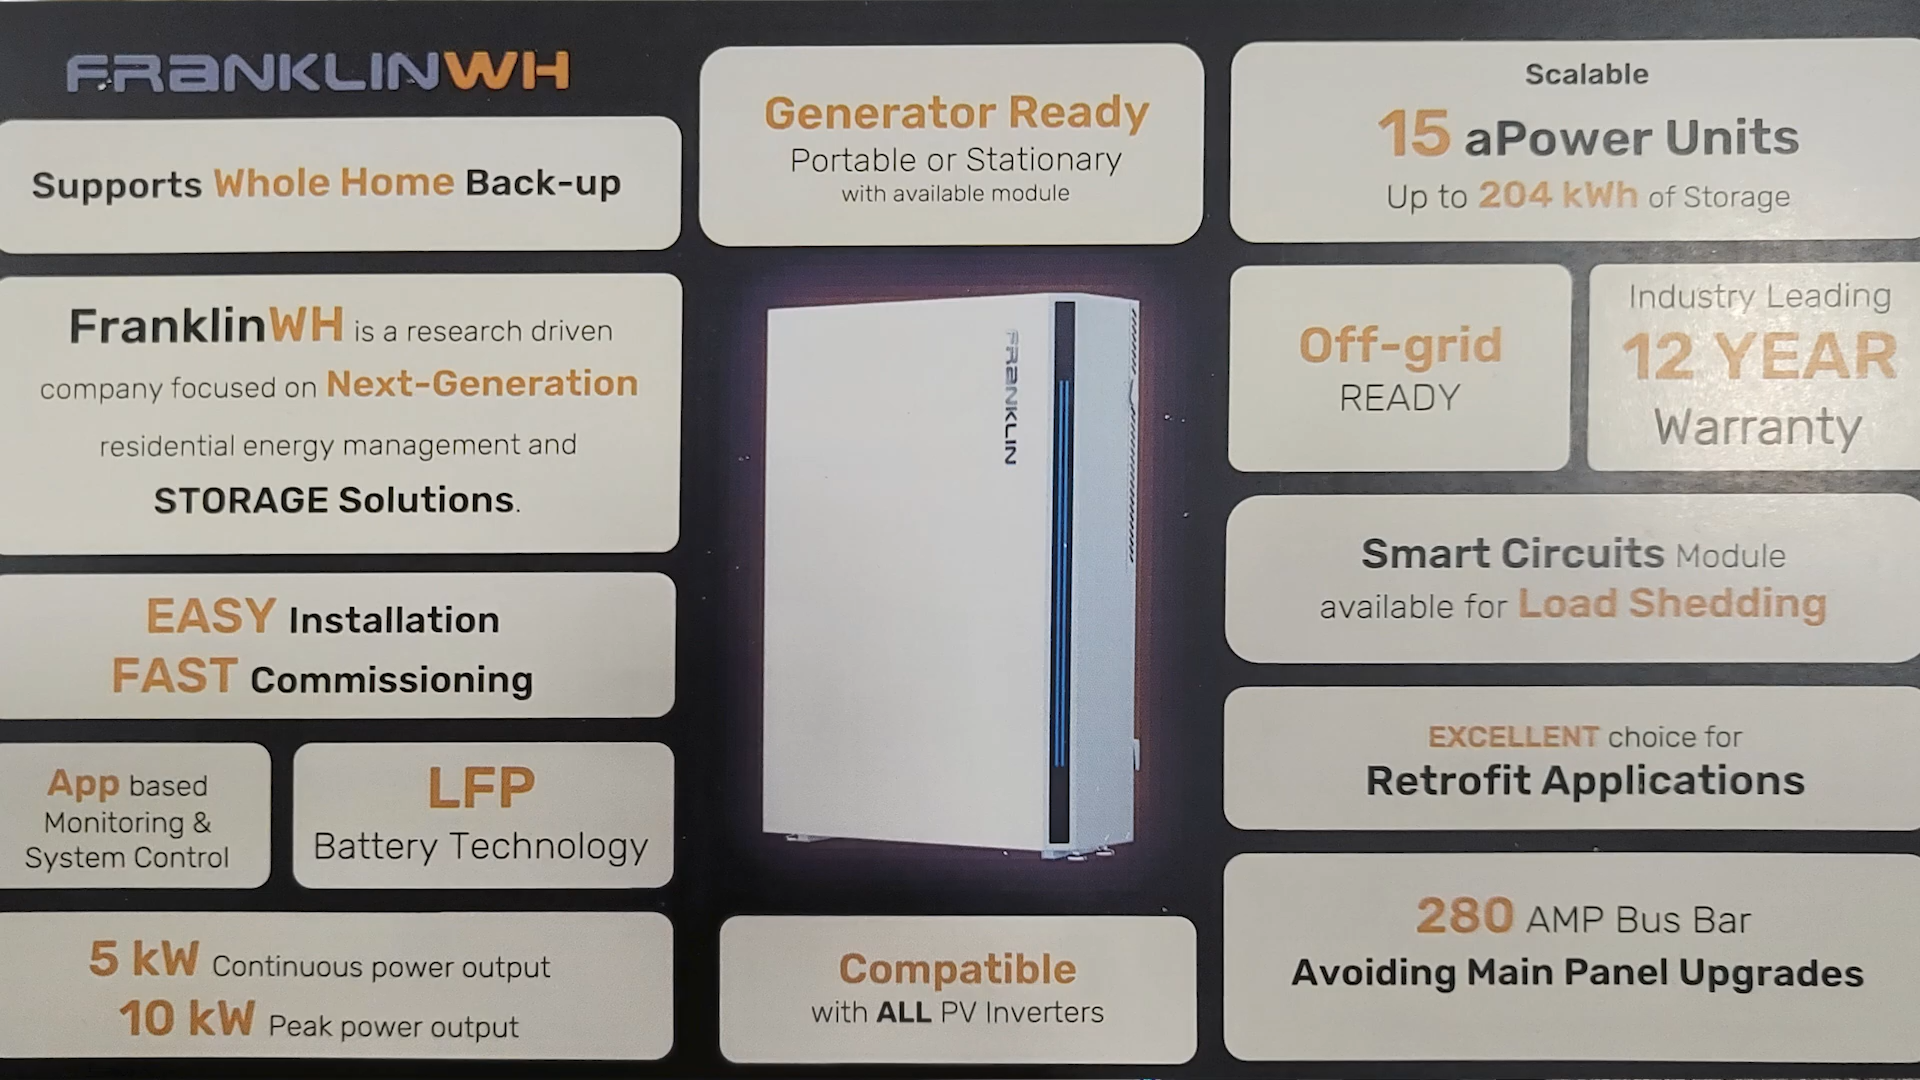 FRANKLINWH
Supports Whole Home Back-up
FranklinWH is a research driven
company focused on Next-Generation
residential energy management and
STORAGE Solutions.
EASY Installation
FAST Commissioning
App based
Monitoring &
System Control
LFP
Battery Technology
5 kW Continuous power output
10 kW Peak power output
Generator Ready
Portable or Stationary
with available module
FRANKLIN
Compatible
with ALL PV Inverters
Scalable
15 aPower Units
Up to 204 kWh of Storage
Off-grid
READY
Industry Leading
12 YEAR
Warranty
Smart Circuits Module
available for Load Shedding
EXCELLENT choice for
Retrofit Applications
280 AMP Bus Bar
Avoiding Main Panel Upgrades